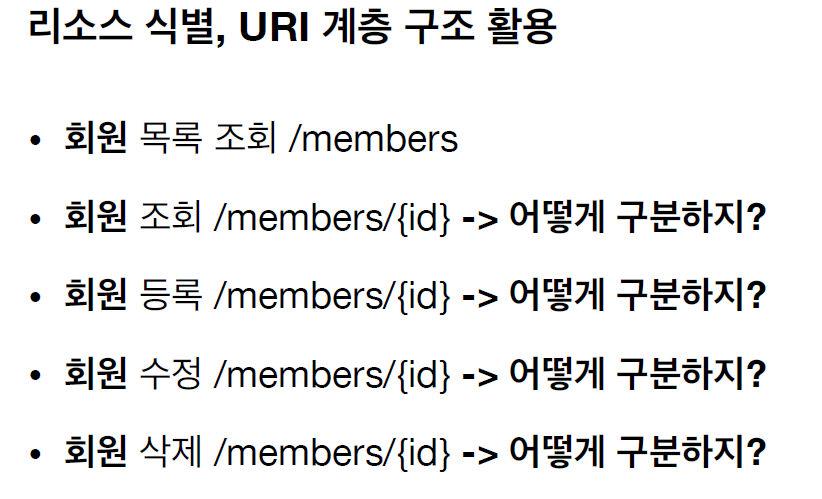 리소스 식별, URI 계층 구조 활용
• 회원 목록 조회 /members
• 회원 조회 /members/{id} -> 어떻게 구분하지?
• 회원 등록 /members/{id} -> 어떻게 구분하지?
• 회원 수정 /members/{id} -> 어떻게 구분하지?
• 회원 삭제 /members/{id} -> 어떻게 구분하지?